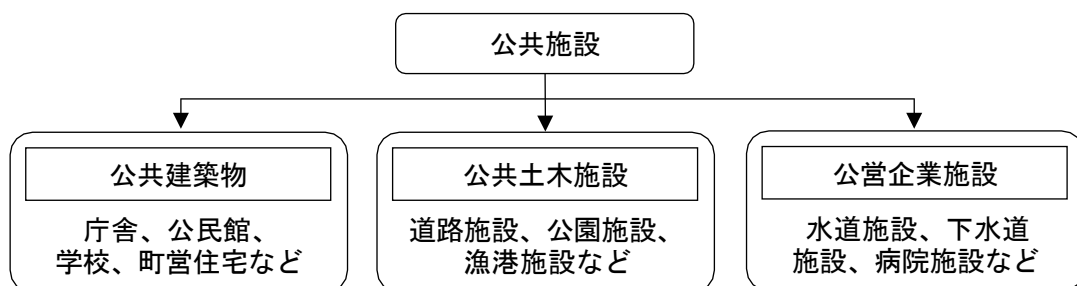 公共施設
公共建築物
庁舎、公民館、
学校、町営住宅など
公共土木施設
道路施設、公園施設、
漁港施設など
公営企業施設
水道施設、下水道
施設、病院施設など